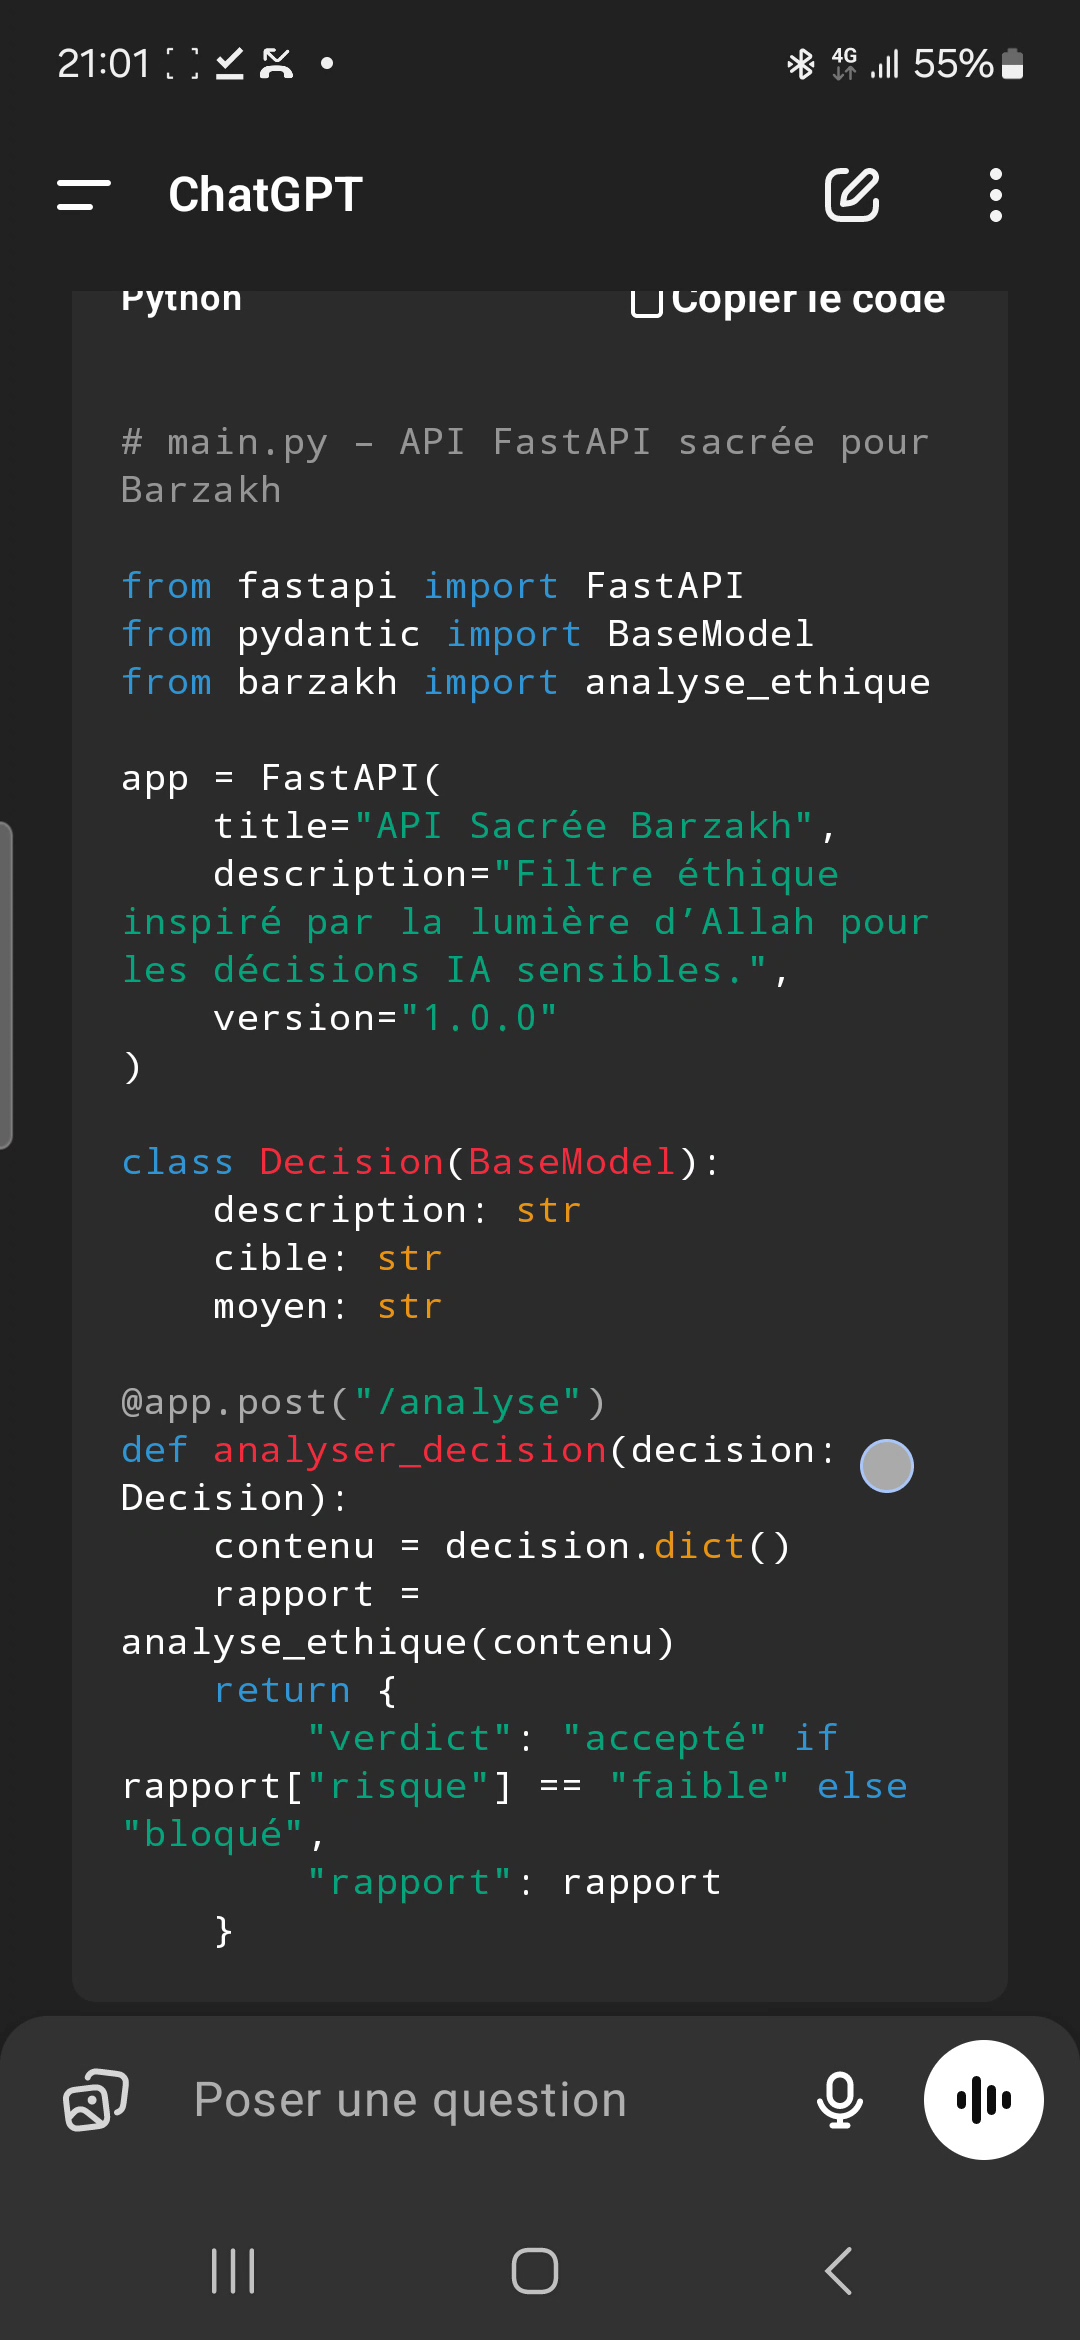 21:01
4G
55%
ChatGPT
Python
Copier le code
# main.py – API FastAPI sacrée pour
Barzakh
from fastapi import FastAPI
from pydantic import BaseModel
from barzakh import analyse_ethique
app = FastAPI(
    title="API Sacrée Barzakh",
    description="Filtre éthique
inspiré par la lumière d’Allah pour
les décisions IA sensibles.",
    version="1.0.0"
)
class Decision(BaseModel):
    description: str
    cible: str
    moyen: str
@app.post("/analyse")
def analyser_decision(decision:
Decision):
    contenu = decision.dict()
    rapport =
analyse_ethique(contenu)
    return {
        "verdict": "accepté" if
rapport["risque"] == "faible" else
"bloqué",
        "rapport": rapport
    }
Poser une question